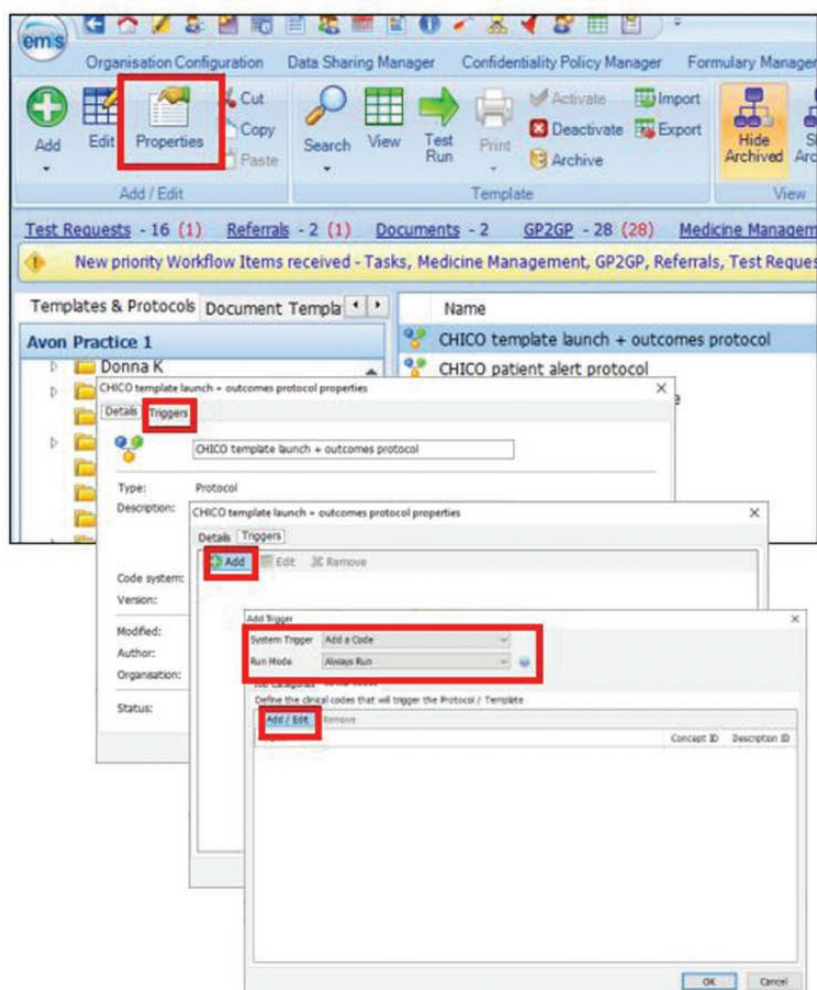 ems
Organisation Configuration Data Sharing Manager Confidentiality Policy Manager Formulary Manager
Add Edit Properties Cut Copy Paste Search View Test Run Print Activate Deactivate Archive Import Export Hide Archived
Add / Edit Template View
Test Requests - 16 (1) Referrals - 2 (1) Documents - 2 GP2GP - 28 (28) Medicine Managem
New priority Workflow Items received - Tasks, Medicine Management, GP2GP, Referrals, Test Reques
Templates & Protocols Document Templa Name
Avon Practice 1 CHICO template launch + outcomes protocol
Donna K CHICO patient alert protocol
CHICO template launch + outcomes protocol properties
Details Triggers
CHICO template launch + outcomes protocol
Type: Protocol
Description:
Code system:
Version:
Modified:
Author:
Organisation:
Status:
CHICO template launch + outcomes protocol properties
Details Triggers
Add Edit Remove
Add Trigger
System Trigger Add a Code
Run Mode Always Run
Define the clinical codes that will trigger the Protocol / Template
Add / Edit Remove
Concept ID Description ID
OK Cancel